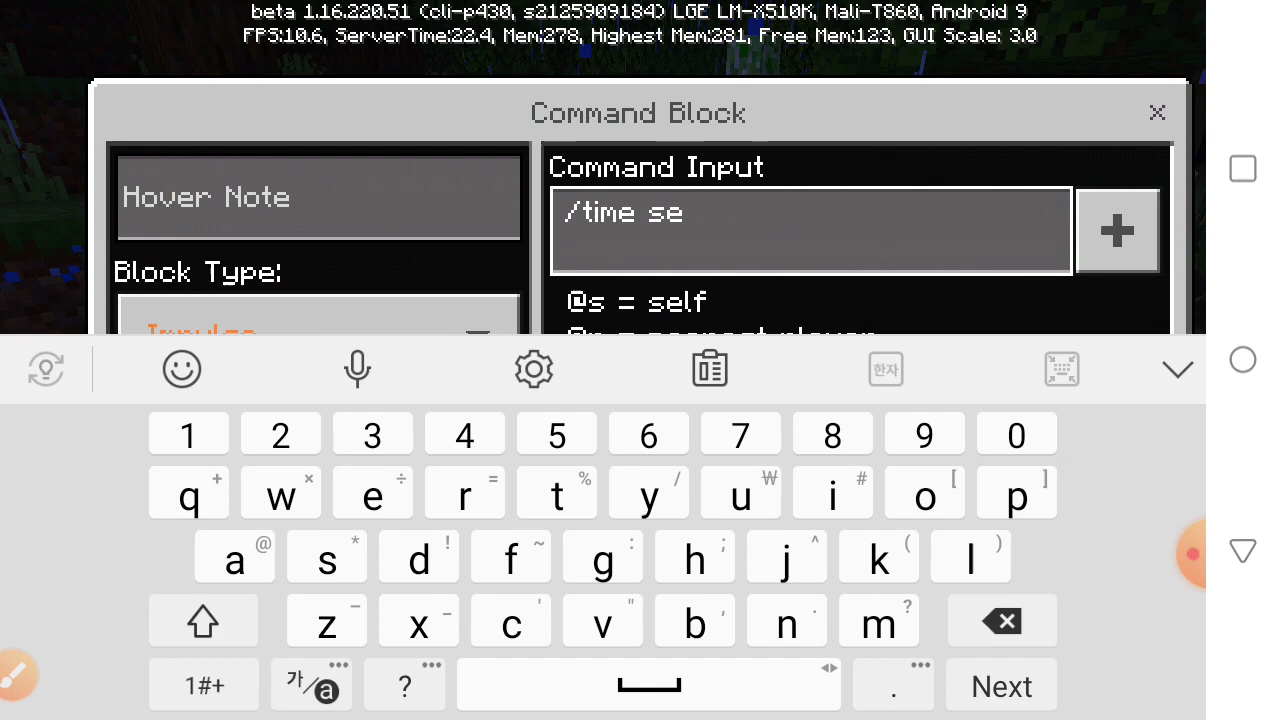 beta 1.16.220.51 (cli-p430, s2125909184) LGE LM-X510K, Mali-T860, Android 9
FPS:10.6, ServerTime:22.4, Mem:278, Highest Mem:281, Free Mem:123, GUI Scale: 3.0
Command Block
Hover Note
Block Type:
Impulse
Command Input
/time se
@s = self
한자
1 2 3 4 5 6 7 8 9 0
q + w × e ÷ r = t % y / u ₩ i # o [ p ]
a @ s * d ! f ~ g : h ; j ^ k ( l )
z – x - c ' v " b , n . m ?
1#+ 가/a ? . Next